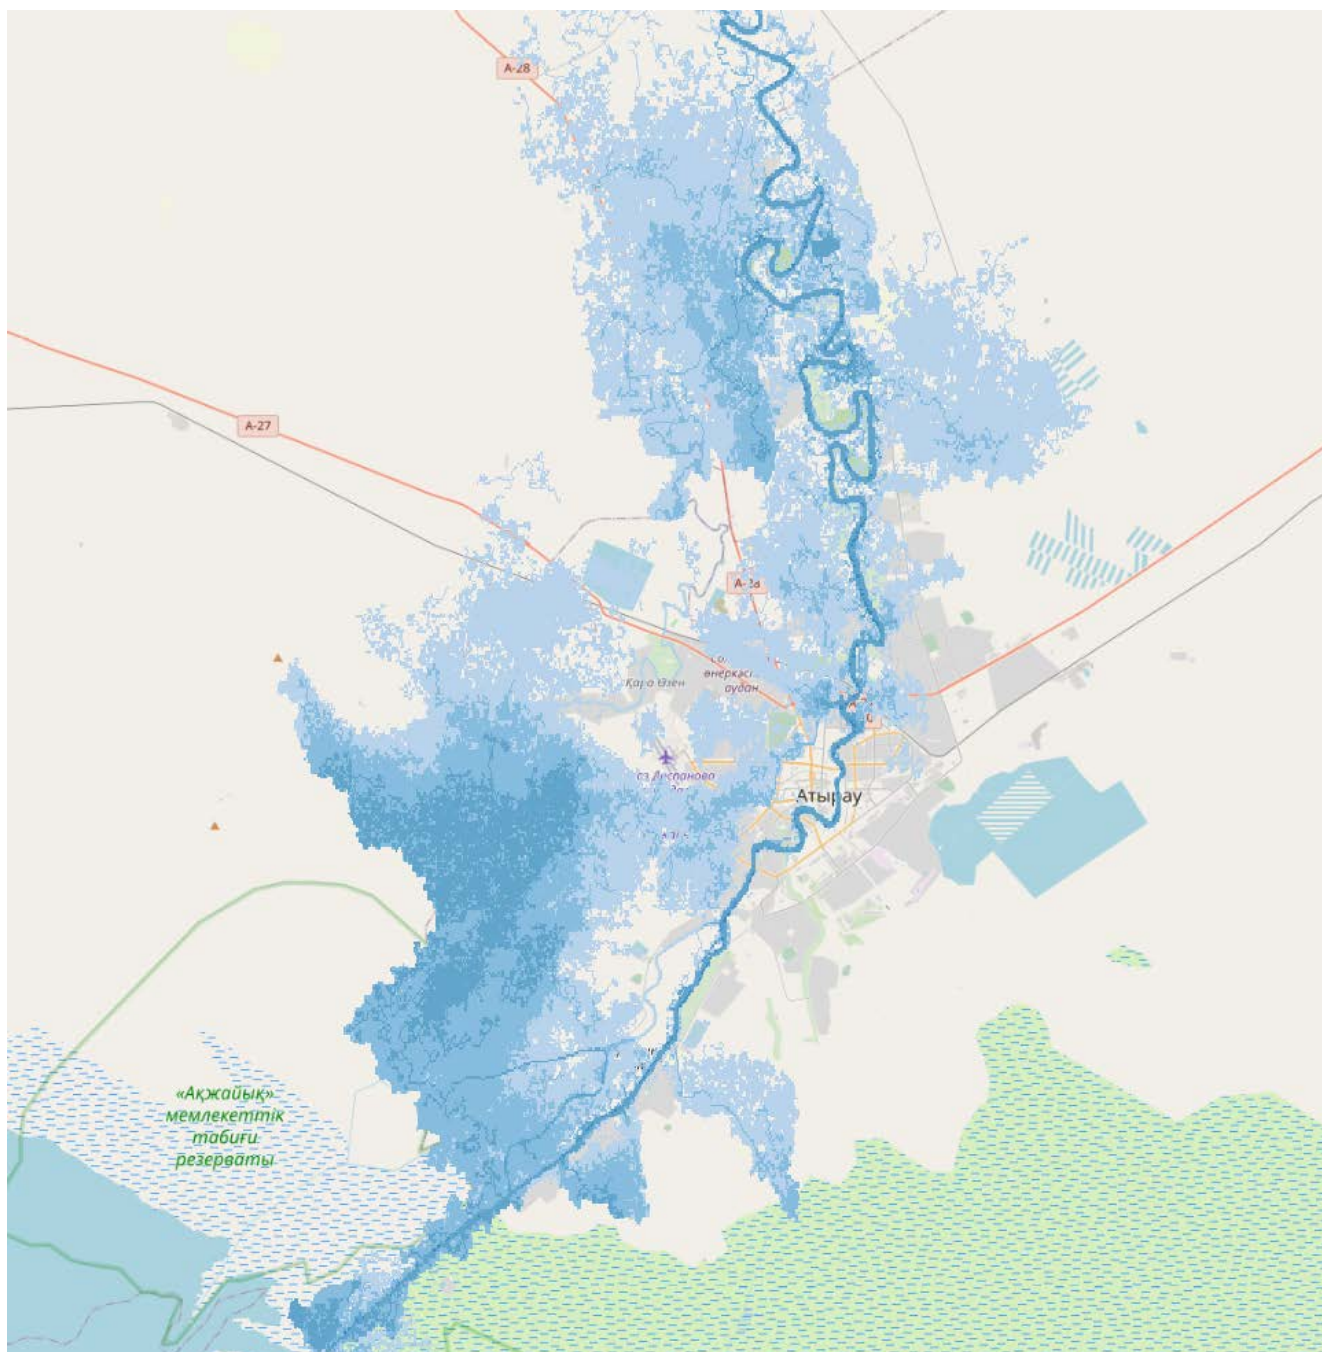 A-28
A-27
A-28
Қара Өзен
өнеркәсі
аудан
Атырау
«Ақжайық»
мемлекеттік
табиғи
резерваты